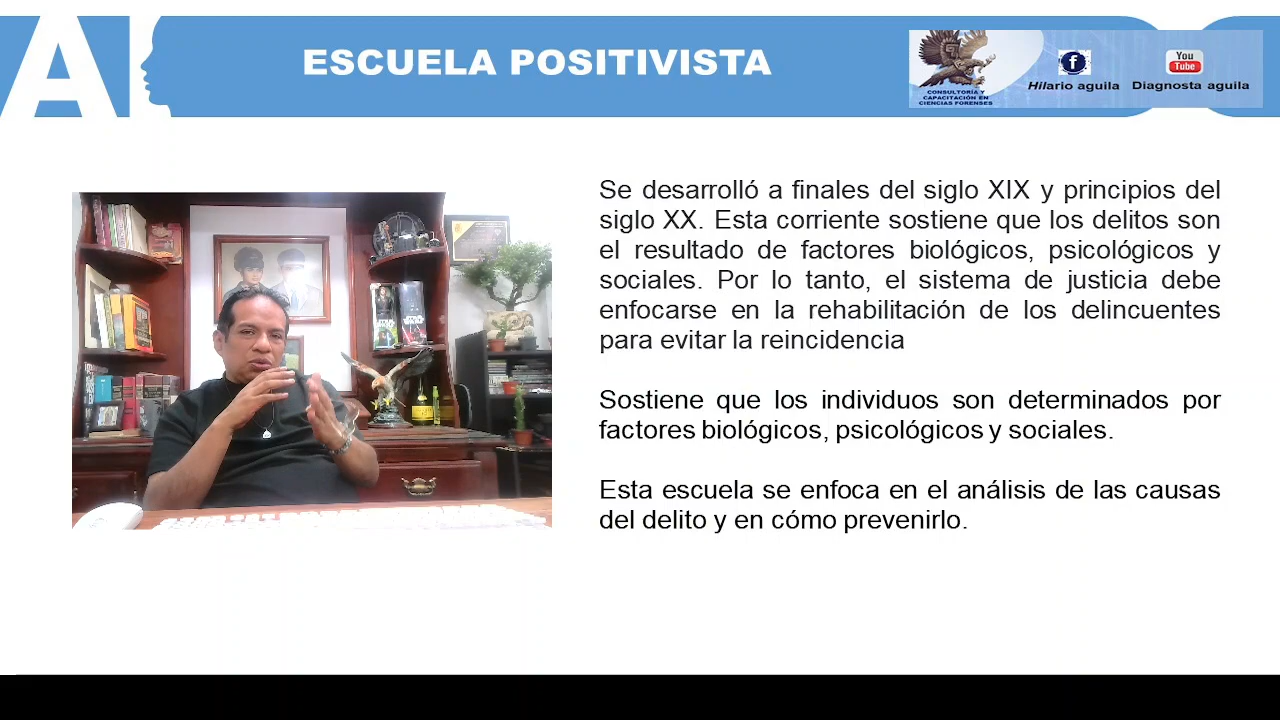 AI
ESCUELA POSITIVISTA
CONSULTORÍA Y
CAPACITACIÓN EN
CIENCIAS FORENSES
Hilario aguila
You
Tube
Diagnosta aguila
Se desarrolló a finales del siglo XIX y principios del
siglo XX. Esta corriente sostiene que los delitos son
el resultado de factores biológicos, psicológicos y
sociales. Por lo tanto, el sistema de justicia debe
enfocarse en la rehabilitación de los delincuentes
para evitar la reincidencia
Sostiene que los individuos son determinados por
factores biológicos, psicológicos y sociales.
Esta escuela se enfoca en el análisis de las causas
del delito y en cómo prevenirlo.